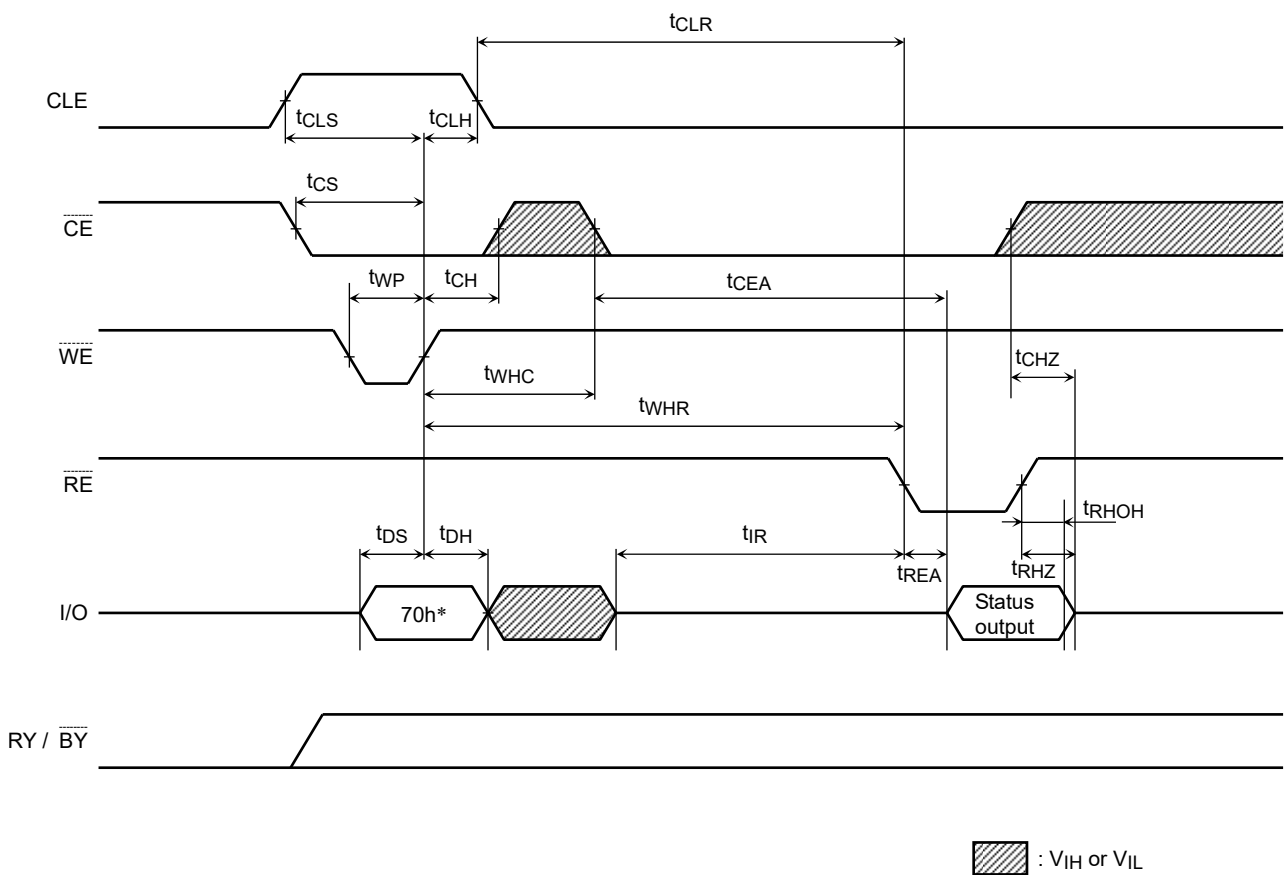 tCLR
CLE
tCLS
tCLH
tCS
CE
tWP
tCH
tCEA
WE
tWHC
tCHZ
tWHR
RE
tDS
tDH
tIR
tREA
tRHOH
tRHZ
I/O
70h*
Status
output
RY / BY
: VIH or VIL